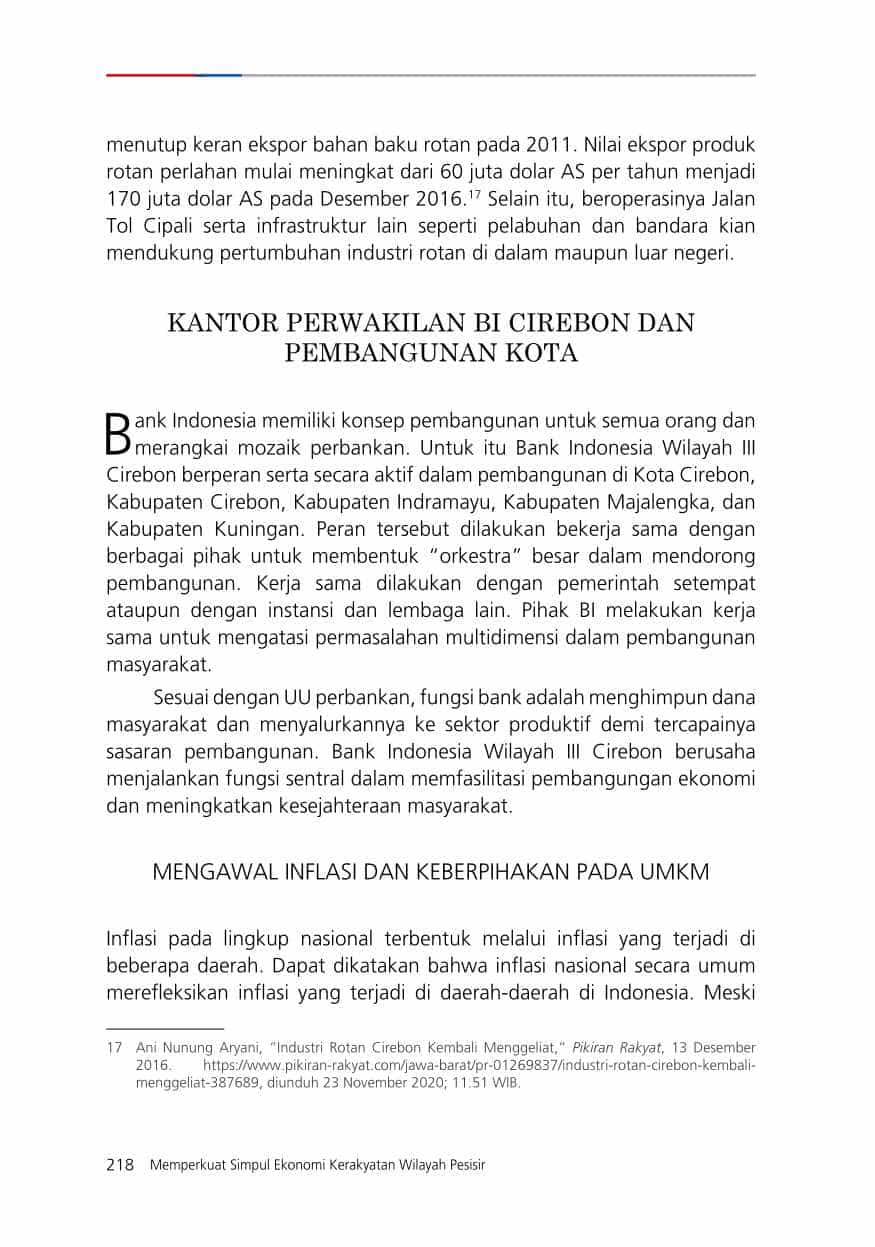 menutup keran ekspor bahan baku rotan pada 2011. Nilai ekspor produk
rotan perlahan mulai meningkat dari 60 juta dolar AS per tahun menjadi
170 juta dolar AS pada Desember 2016.17 Selain itu, beroperasinya Jalan
Tol Cipali serta infrastruktur lain seperti pelabuhan dan bandara kian
mendukung pertumbuhan industri rotan di dalam maupun luar negeri.
KANTOR PERWAKILAN BI CIREBON DAN
PEMBANGUNAN KOTA
Bank Indonesia memiliki konsep pembangunan untuk semua orang dan
merangkai mozaik perbankan. Untuk itu Bank Indonesia Wilayah III
Cirebon berperan serta secara aktif dalam pembangunan di Kota Cirebon,
Kabupaten Cirebon, Kabupaten Indramayu, Kabupaten Majalengka, dan
Kabupaten Kuningan. Peran tersebut dilakukan bekerja sama dengan
berbagai pihak untuk membentuk “orkestra” besar dalam mendorong
pembangunan. Kerja sama dilakukan dengan pemerintah setempat
ataupun dengan instansi dan lembaga lain. Pihak BI melakukan kerja
sama untuk mengatasi permasalahan multidimensi dalam pembangunan
masyarakat.
Sesuai dengan UU perbankan, fungsi bank adalah menghimpun dana
masyarakat dan menyalurkannya ke sektor produktif demi tercapainya
sasaran pembangunan. Bank Indonesia Wilayah III Cirebon berusaha
menjalankan fungsi sentral dalam memfasilitasi pembangungan ekonomi
dan meningkatkan kesejahteraan masyarakat.
MENGAWAL INFLASI DAN KEBERPIHAKAN PADA UMKM
Inflasi pada lingkup nasional terbentuk melalui inflasi yang terjadi di
beberapa daerah. Dapat dikatakan bahwa inflasi nasional secara umum
merefleksikan inflasi yang terjadi di daerah-daerah di Indonesia. Meski
17 Ani Nunung Aryani, “Industri Rotan Cirebon Kembali Menggeliat,” Pikiran Rakyat, 13 Desember
2016. https://www.pikiran-rakyat.com/jawa-barat/pr-01269837/industri-rotan-cirebon-kembali-
menggeliat-387689, diunduh 23 November 2020; 11.51 WIB.
218 Memperkuat Simpul Ekonomi Kerakyatan Wilayah Pesisir